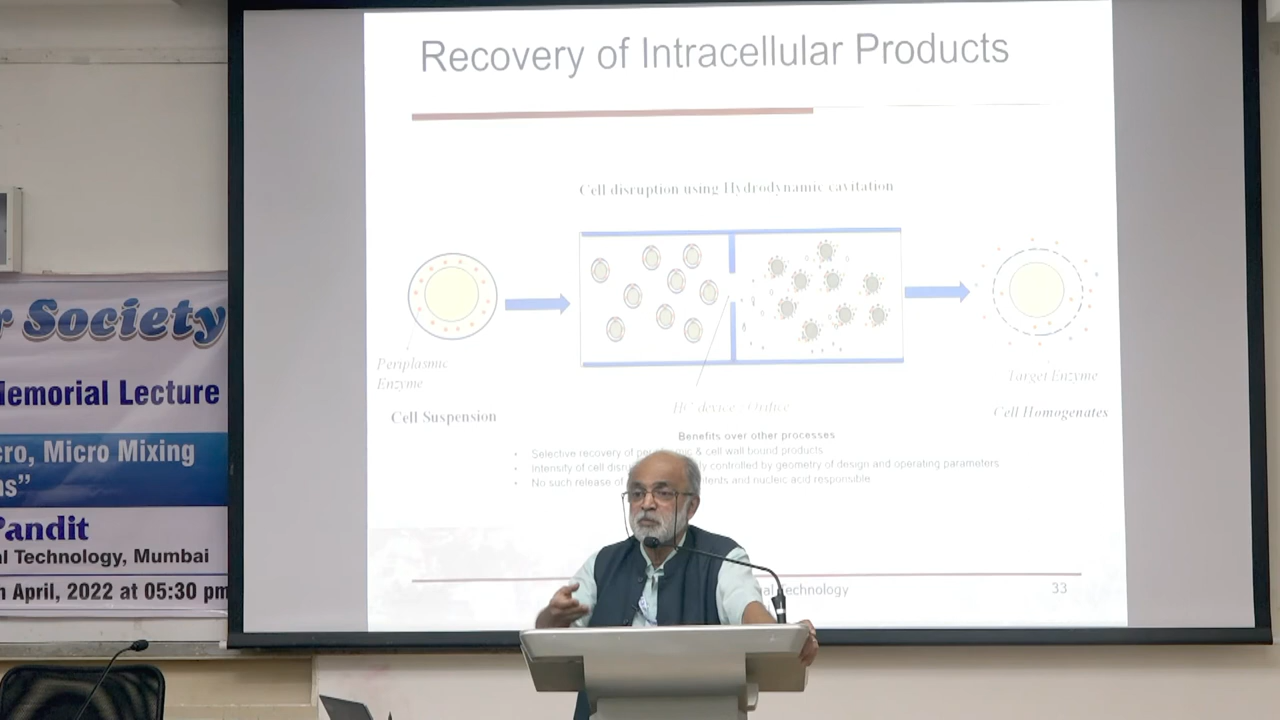 Recovery of Intracellular Products
Cell disruption using Hydrodynamic cavitation
Periplasmic
Enzyme
Cell Suspension
HC device / Orifice
Target Enzyme
Cell Homogenates
Benefits over other processes
• Selective recovery of & cell wall bound products
• Intensity of cell controlled by geometry of design and operating parameters
• No such release of and nucleic acid responsible
Technology
33
Society
Memorial Lecture
Micro Mixing
Pandit
Technology, Mumbai
April, 2022 at 05:30 pm